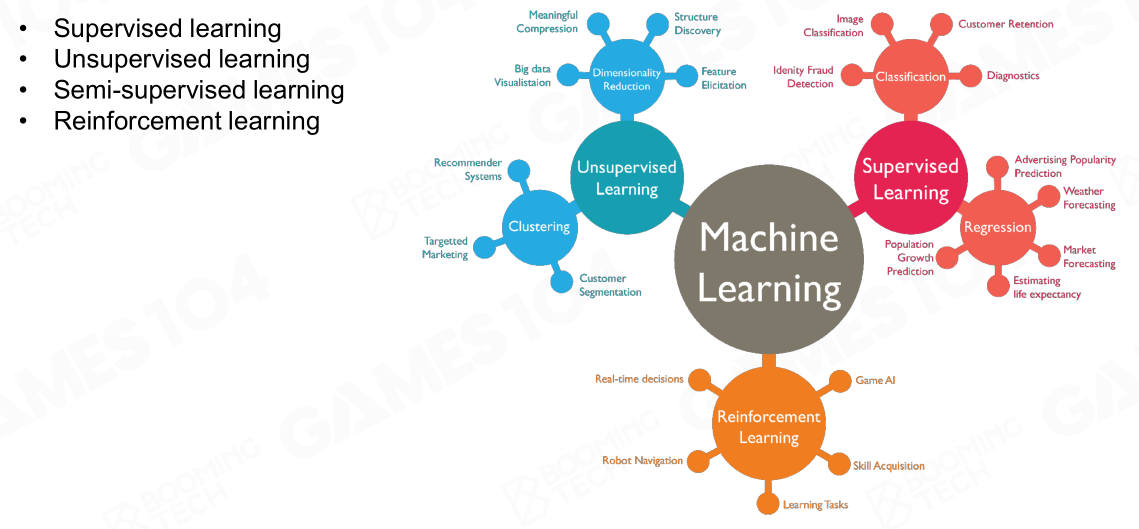 • Supervised learning
• Unsupervised learning
• Semi-supervised learning
• Reinforcement learning
Meaningful
Compression
Structure
Discovery
Big data
Visualistaion
Dimensionality
Reduction
Feature
Elicitation
Image
Classification
Customer Retention
Idenity Fraud
Detection
Classification
Diagnostics
Recommender
Systems
Unsupervised
Learning
Supervised
Learning
Advertising Popularity
Prediction
Weather
Forecasting
Clustering
Regression
Targetted
Marketing
Customer
Segmentation
Machine
Learning
Population
Growth
Prediction
Market
Forecasting
Estimating
life expectancy
Real-time decisions
Game AI
Reinforcement
Learning
Robot Navigation
Skill Acquisition
Learning Tasks
GAMES 104
BOOMING
TECH